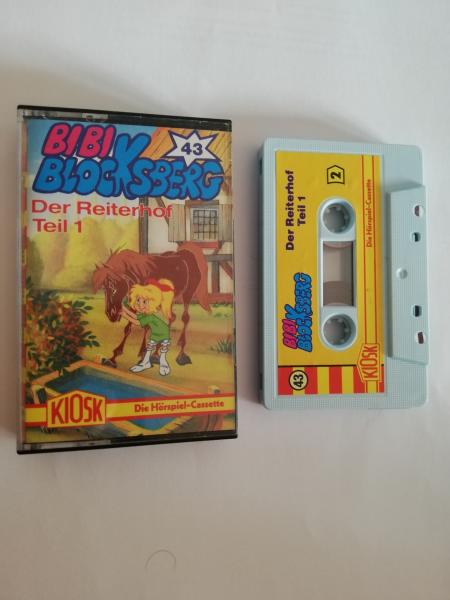 BIBI
BLOCKSBERG
43
Der Reiterhof
Teil 1
KIOSK
Die Hörspiel-Cassette
43
BIBI
BLOCKSBERG
Der Reiterhof
Teil 1
2
KIOSK
Die Hörspiel-Cassette